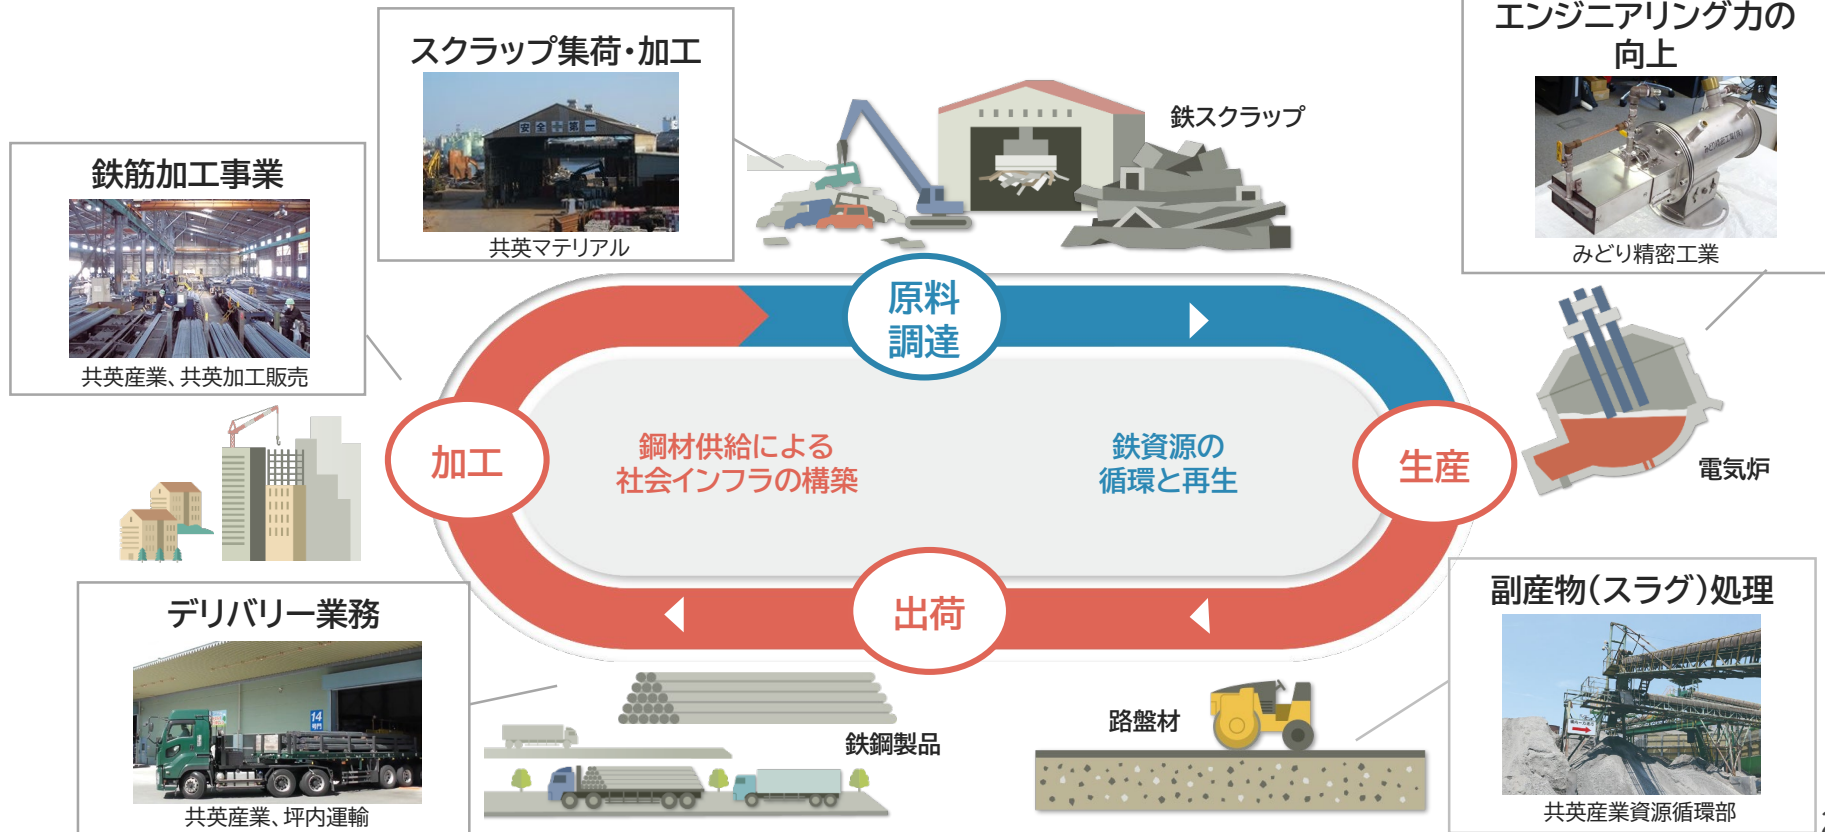 エンジニアリング力の
向上
みどり精密工業
スクラップ集荷・加工
安全＋第一
共英マテリアル
鉄スクラップ
鉄筋加工事業
共英産業、共英加工販売
原料
調達
加工
鋼材供給による
社会インフラの構築
鉄資源の
循環と再生
生産
電気炉
出荷
デリバリー業務
14
共英産業、坪内運輸
鉄鋼製品
路盤材
副産物（スラグ）処理
共英産業資源循環部